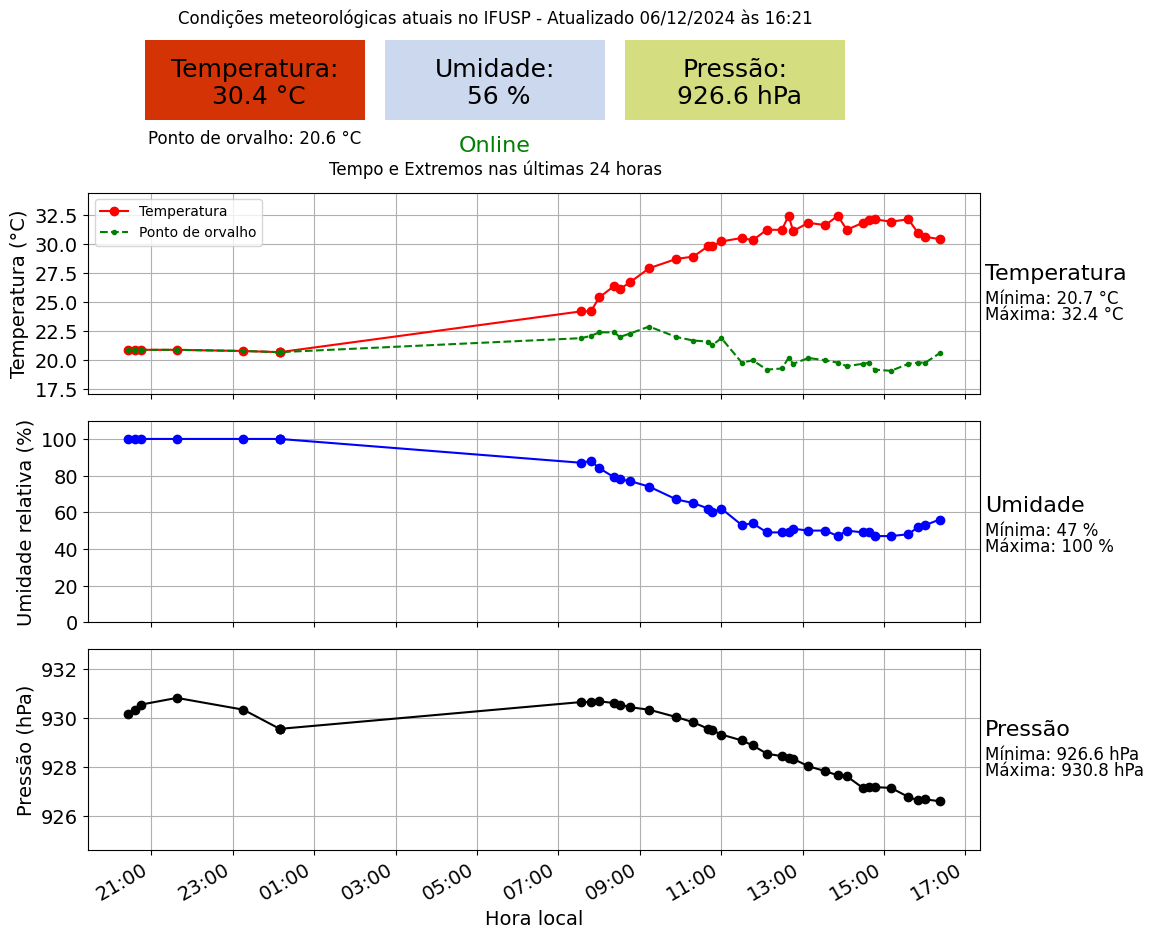 Condições meteorológicas atuais no IFUSP - Atualizado 06/12/2024 às 16:21
Temperatura:
30.4 °C
Umidade:
56 %
Pressão:
926.6 hPa
Ponto de orvalho: 20.6 °C
Online
Tempo e Extremos nas últimas 24 horas
Temperatura (°C)
32.5
30.0
27.5
25.0
22.5
20.0
17.5
Temperatura
Ponto de orvalho
Temperatura
Mínima: 20.7 °C
Máxima: 32.4 °C
Umidade relativa (%)
100
80
60
40
20
0
Umidade
Mínima: 47 %
Máxima: 100 %
Pressão (hPa)
932
930
928
926
Pressão
Mínima: 926.6 hPa
Máxima: 930.8 hPa
21:00 23:00 01:00 03:00 05:00 07:00 09:00 11:00 13:00 15:00 17:00
Hora local